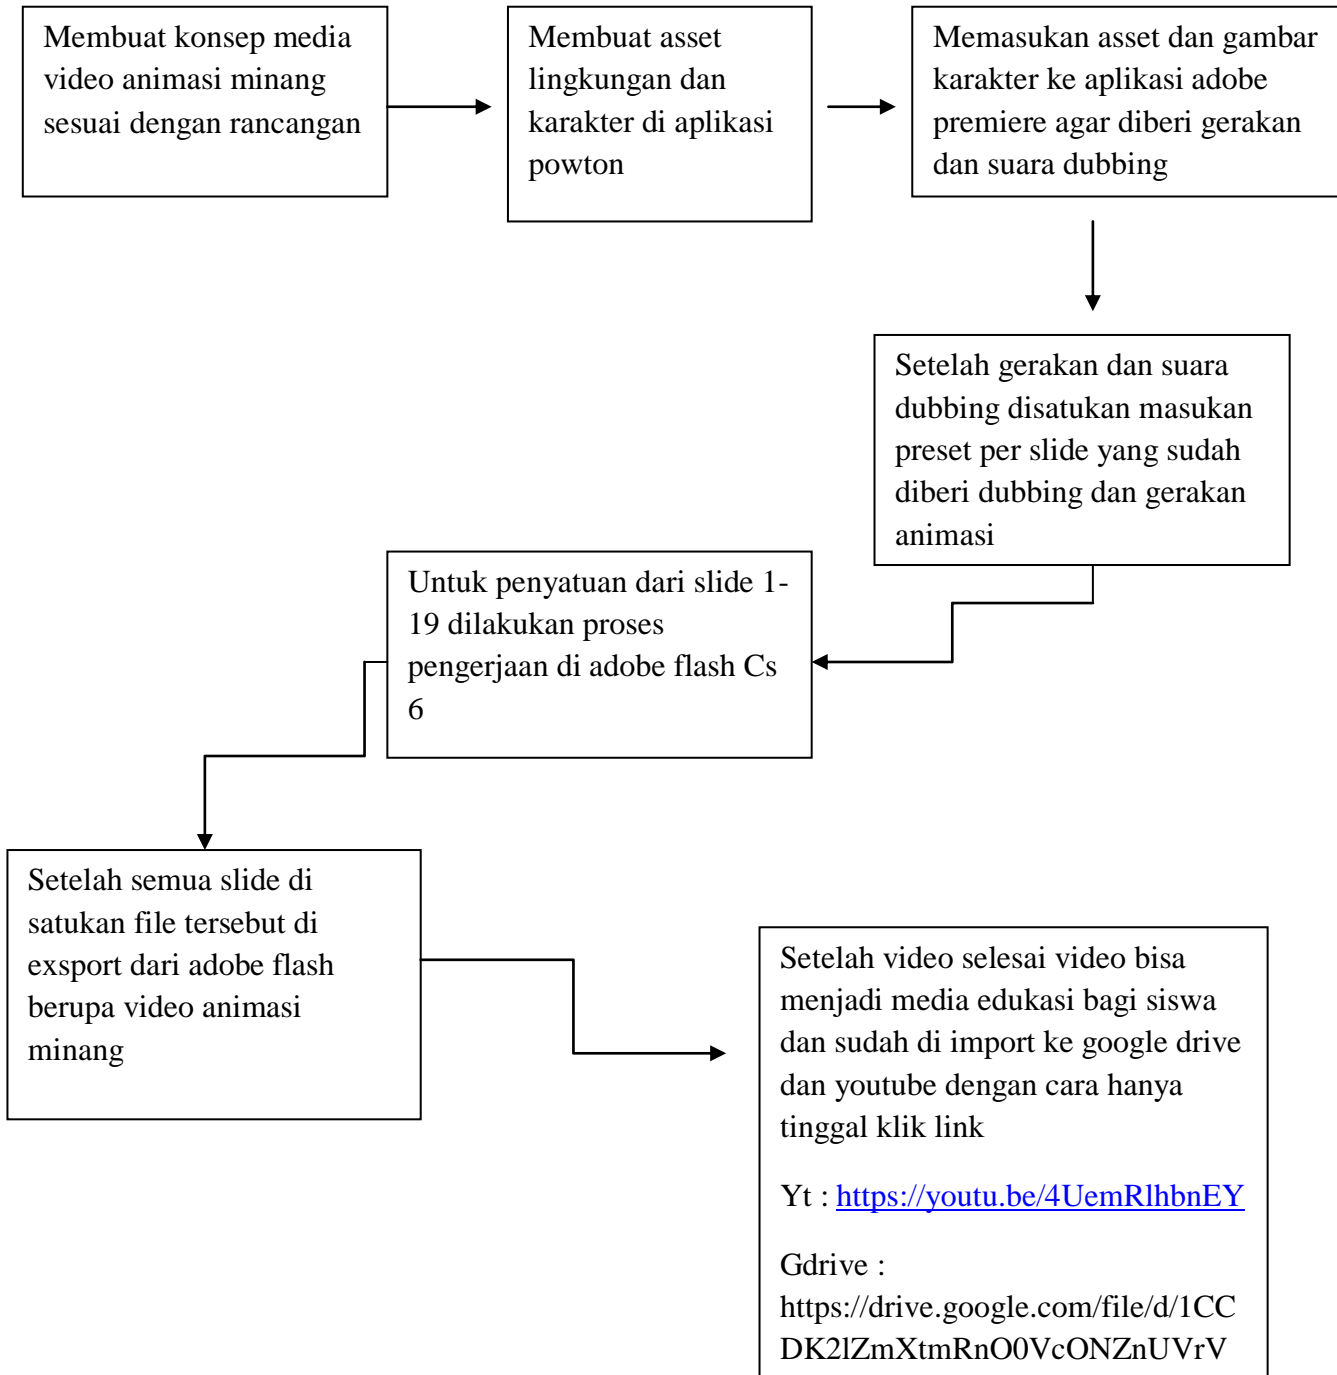 Membuat konsep media
video animasi minang
sesuai dengan rancangan
Membuat asset
lingkungan dan
karakter di aplikasi
powton
Memasukan asset dan gambar
karakter ke aplikasi adobe
premiere agar diberi gerakan
dan suara dubbing
Setelah gerakan dan suara
dubbing disatukan masukan
preset per slide yang sudah
diberi dubbing dan gerakan
animasi
Untuk penyatuan dari slide 1-
19 dilakukan proses
pengerjaan di adobe flash Cs
6
Setelah semua slide di
satukan file tersebut di
exsport dari adobe flash
berupa video animasi
minang
Setelah video selesai video bisa
menjadi media edukasi bagi siswa
dan sudah di import ke google drive
dan youtube dengan cara hanya
tinggal klik link
Yt : https://youtu.be/4UemRlhbnEY
Gdrive :
https://drive.google.com/file/d/1CC
DK2lZmXtmRnO0VcONZnUVrV